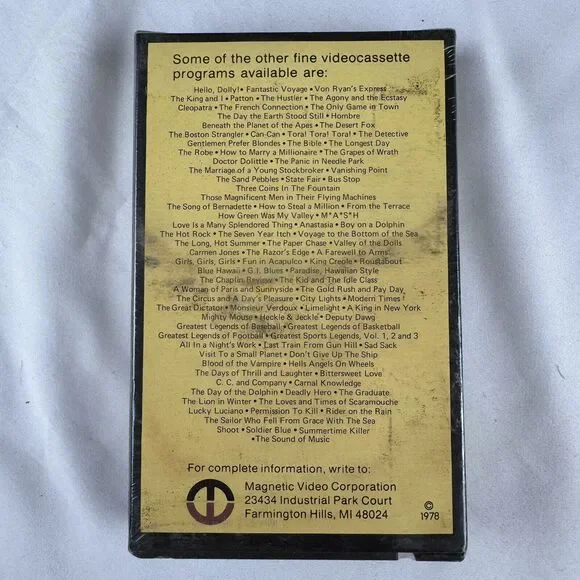 Some of the other fine videocassette
programs available are:
Hello, Dolly! • Fantastic Voyage • Von Ryan's Express
The King and I • Patton • The Hustler • The Agony and the Ecstasy
Cleopatra • The French Connection • The Only Game in Town
The Day the Earth Stood Still • Hombre
Beneath the Planet of the Apes • The Desert Fox
The Boston Strangler • Can-Can • Tora! Tora! Tora! • The Detective
Gentlemen Prefer Blondes • The Bible • The Longest Day
The Robe • How to Marry a Millionaire • The Grapes of Wrath
Doctor Dolittle • The Panic in Needle Park
The Marriage of a Young Stockbroker • Vanishing Point
The Sand Pebbles • State Fair • Bus Stop
Three Coins In the Fountain
Those Magnificent Men in Their Flying Machines
The Song of Bernadette • How to Steal a Million • From the Terrace
How Green Was My Valley • M*A*S*H
Love Is a Many Splendored Thing • Anastasia • Boy on a Dolphin
The Hot Rock • The Seven Year Itch • Voyage to the Bottom of the Sea
The Long, Hot Summer • The Paper Chase • Valley of the Dolls
Carmen Jones • The Razor's Edge • A Farewell to Arms
Girls, Girls, Girls • Fun in Acapulco • King Creole • Roustabout
Blue Hawaii • G.I. Blues • Paradise, Hawaiian Style
The Chaplin Review • The Kid and The Idle Class
A Woman of Paris and Sunnyside • The Gold Rush and Pay Day
The Circus and A Day's Pleasure • City Lights • Modern Times
The Great Dictator • Monsieur Verdoux • Limelight • A King in New York
Mighty Mouse • Heckle & Jeckle • Deputy Dawg
Greatest Legends of Baseball • Greatest Legends of Basketball
Greatest Legends of Football • Greatest Sports Legends, Vol. 1, 2 and 3
All In a Night's Work • Last Train From Gun Hill • Sad Sack
Visit To a Small Planet • Don't Give Up the Ship
Blood of the Vampire • Hells Angels On Wheels
The Days of Thrill and Laughter • Bittersweet Love
C. C. and Company • Carnal Knowledge
The Day of the Dolphin • Deadly Hero • The Graduate
The Lion in Winter • The Loves and Times of Scaramouche
Lucky Luciano • Permission To Kill • Rider on the Rain
The Sailor Who Fell From Grace With The Sea
Shoot • Soldier Blue • Summertime Killer
• The Sound of Music
For complete information, write to:
Magnetic Video Corporation
23434 Industrial Park Court
Farmington Hills, MI 48024
©
1978